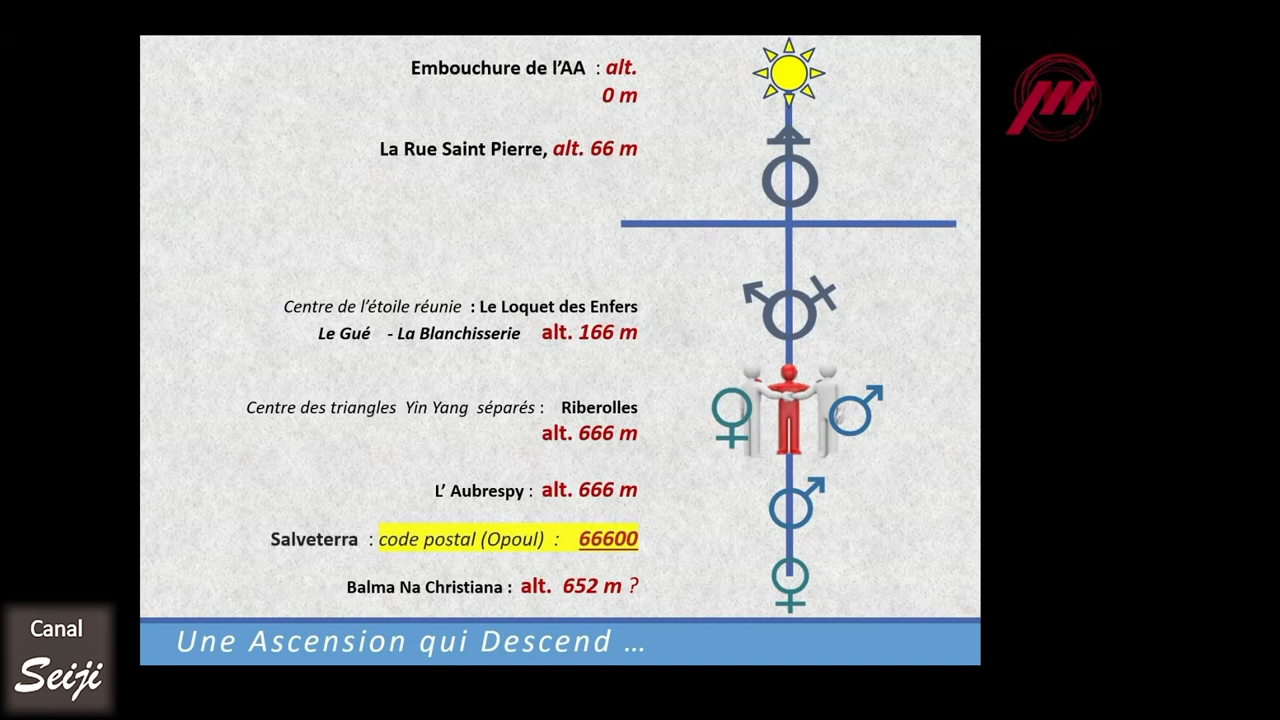 Embouchure de l'AA : alt.
0 m
La Rue Saint Pierre, alt. 66 m
Centre de l'étoile réunie : Le Loquet des Enfers
Le Gué - La Blanchisserie alt. 166 m
Centre des triangles Yin Yang séparés : Riberolles
alt. 666 m
L' Aubrespy : alt. 666 m
Salveterra : code postal (Opoul) : 66600
Balma Na Christiana : alt. 652 m ?
Une Ascension qui Descend ...
Canal
Seiji